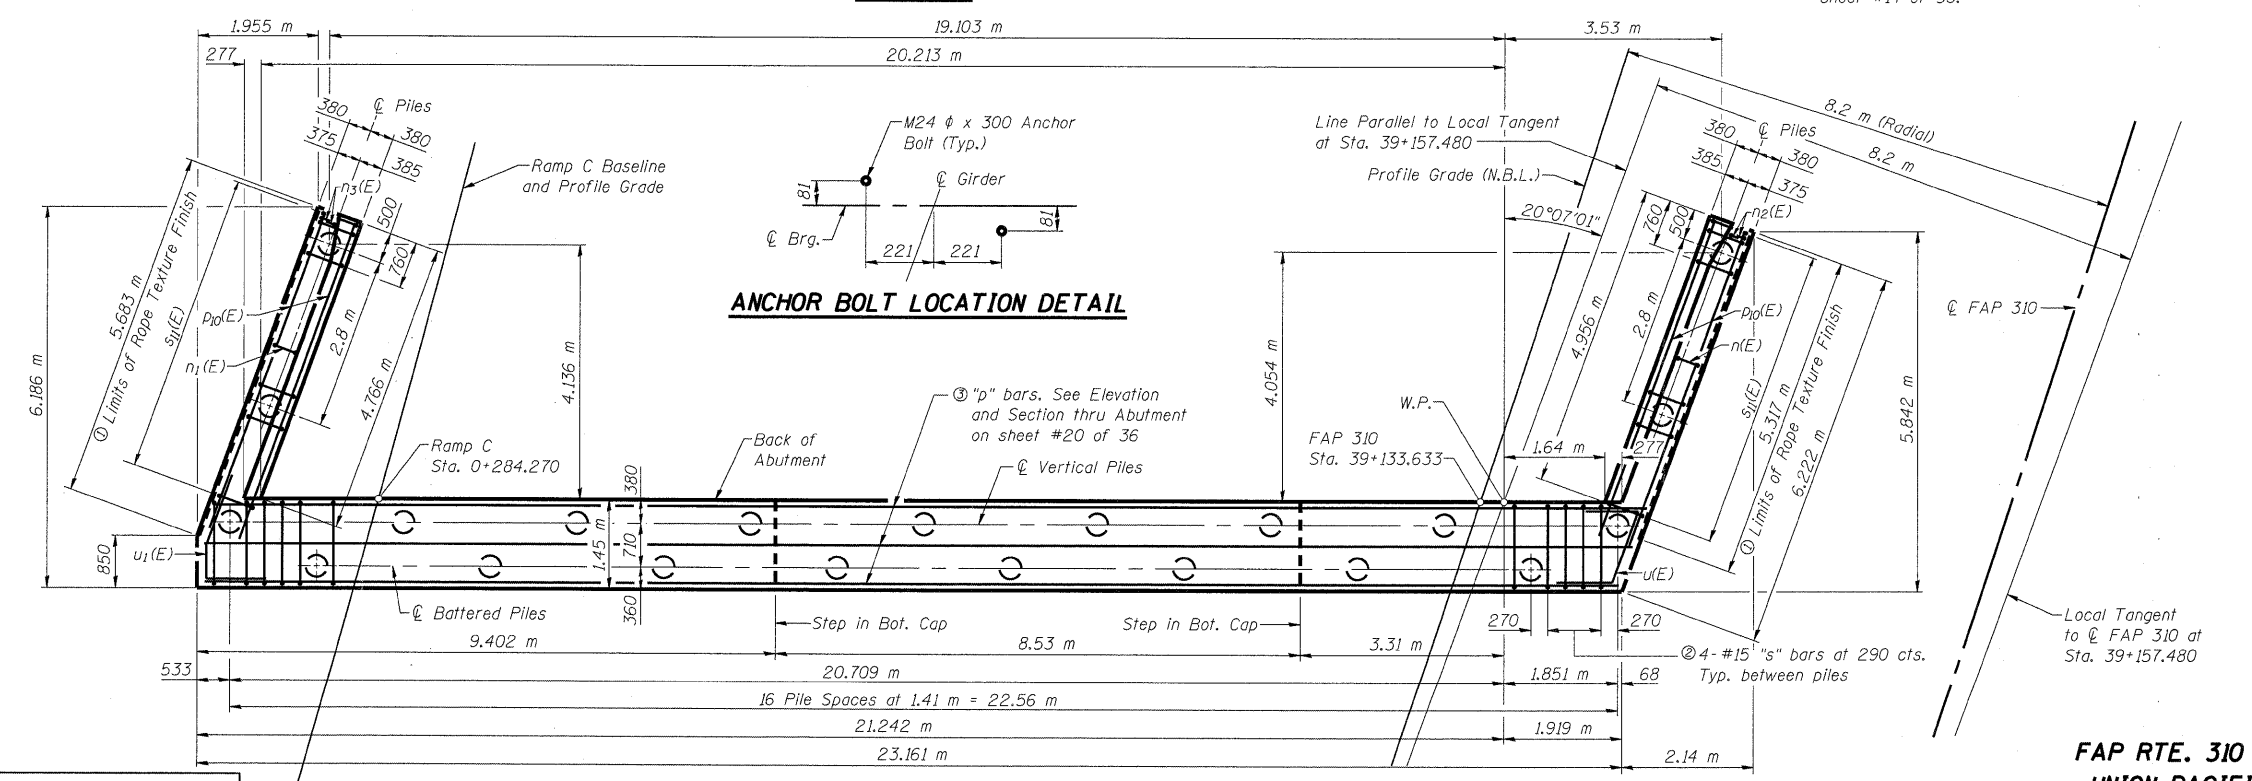 1.955 m
19.103 m
3.53 m
277
20.213 m
380
℄ Piles
380
375
385
n3(E)
500
760
Ramp C Baseline
and Profile Grade
M24 ϕ x 300 Anchor
Bolt (Typ.)
81
℄ Girder
81
℄ Brg.
221
221
ANCHOR BOLT LOCATION DETAIL
Line Parallel to Local Tangent
at Sta. 39+157.480
Profile Grade (N.B.L.)
20°07'01"
8.2 m (Radial)
8.2 m
380
℄ Piles
380
385
375
n2(E)
760
500
5.683 m
① Limits of Rope Texture Finish
s11(E)
p10(E)
n1(E)
2.8 m
4.766 m
6.186 m
4.136 m
4.054 m
4.956 m
2.8 m
p10(E)
n(E)
s11(E)
5.317 m
① Limits of Rope Texture Finish
6.222 m
5.842 m
℄ FAP 310
③ "p" bars. See Elevation
and Section thru Abutment
on sheet #20 of 36
W.P.
FAP 310
Sta. 39+133.633
1.64 m
277
Ramp C
Sta. 0+284.270
Back of
Abutment
℄ Vertical Piles
380
1.45 m
710
360
850
u1(E)
℄ Battered Piles
u(E)
Step in Bot. Cap
Step in Bot. Cap
270
270
9.402 m
8.53 m
3.31 m
② 4-#15 "s" bars at 290 cts.
Typ. between piles
Local Tangent
to ℄ FAP 310 at
Sta. 39+157.480
533
20.709 m
1.851 m
68
16 Pile Spaces at 1.41 m = 22.56 m
21.242 m
1.919 m
23.161 m
2.14 m
FAP RTE. 310